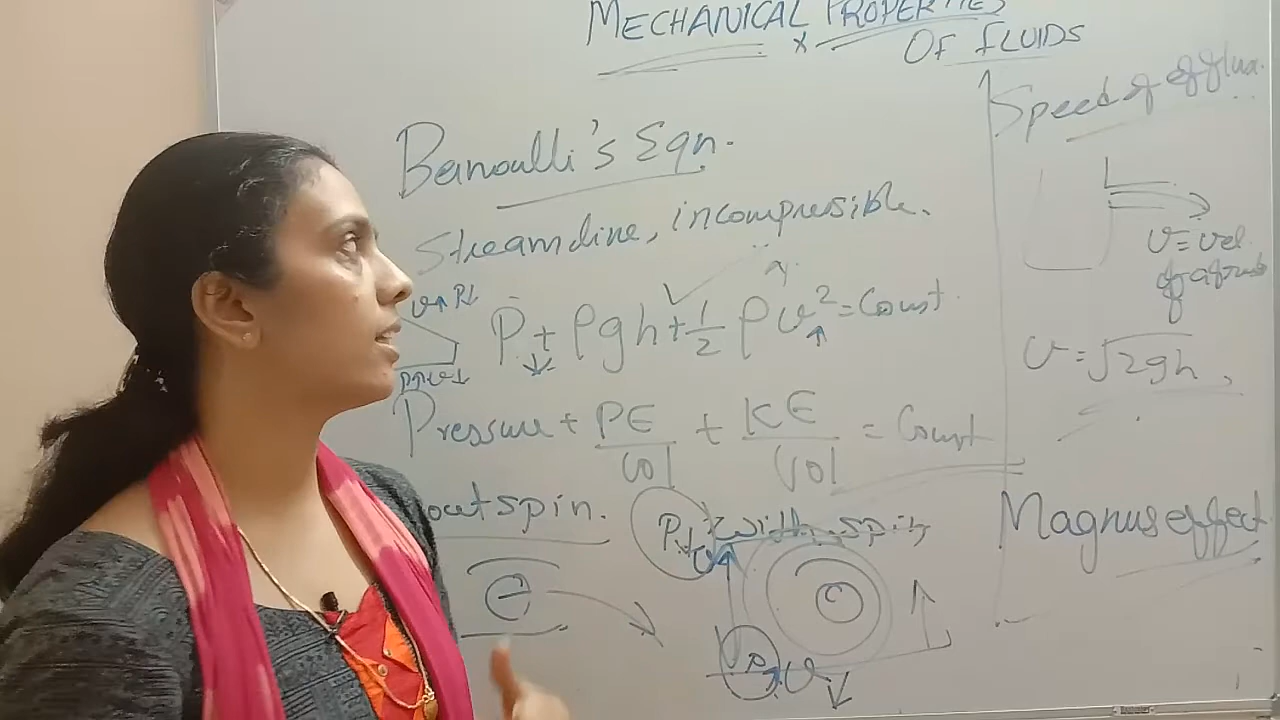 MECHANICAL PROPERTIES
OF FLUIDS
Bernoulli's Eqn.
Streamline, incompressible.
v↑ P↓
P↑ v↓
P + ρgh + 1/2 ρv² = Const
Pressure + PE/Vol + KE/Vol = Const
out spin.
with spin
P↓
v↑
P↑
v↓
Speed of efflux.
v = vel.
of
v = √2gh
Magnus effect